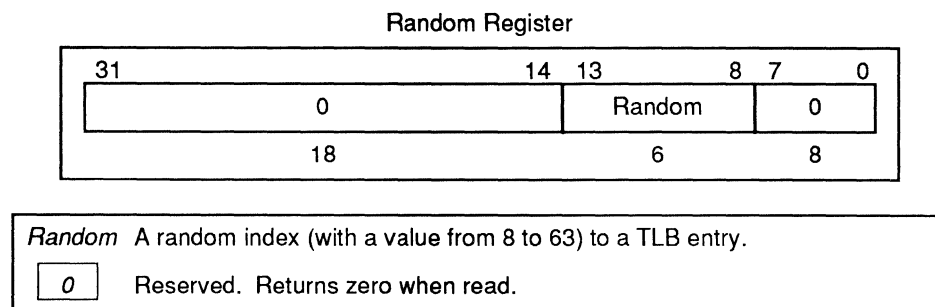 Random Register
31 14 13 8 7 0
0 Random 0
18 6 8
Random A random index (with a value from 8 to 63) to a TLB entry.
0 Reserved. Returns zero when read.